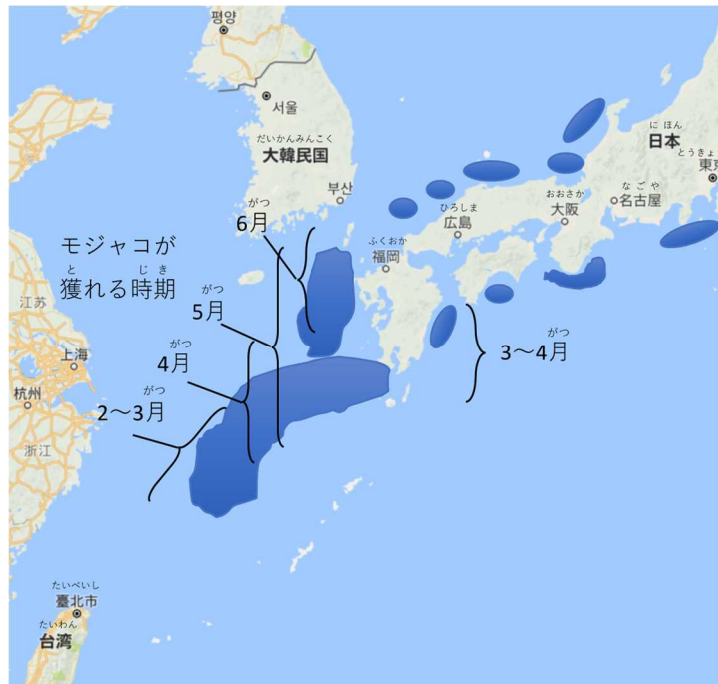 평양
서울
だいかんみんこく
大韓民国
부산
に ほん
日本
とうきょ
東京
な ご や
名古屋
おおさか
大阪
ひろしま
広島
ふくおか
福岡
モジャコが
と じ き
獲れる時期
がつ
6月
がつ
5月
がつ
4月
がつ
2～3月
がつ
3～4月
江苏
上海
杭州
浙江
たいぺいし
臺北市
たいわん
台湾